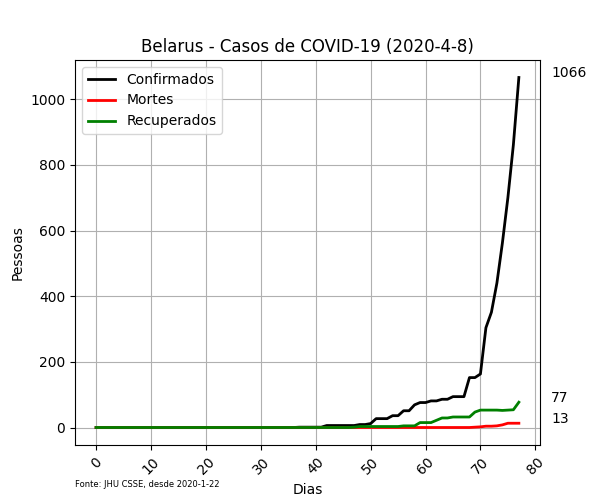 Belarus - Casos de COVID-19 (2020-4-8)
Confirmados
Mortes
Recuperados
1066
77
13
Pessoas
1000
800
600
400
200
0
0 10 20 30 40 50 60 70 80
Dias
Fonte: JHU CSSE, desde 2020-1-22